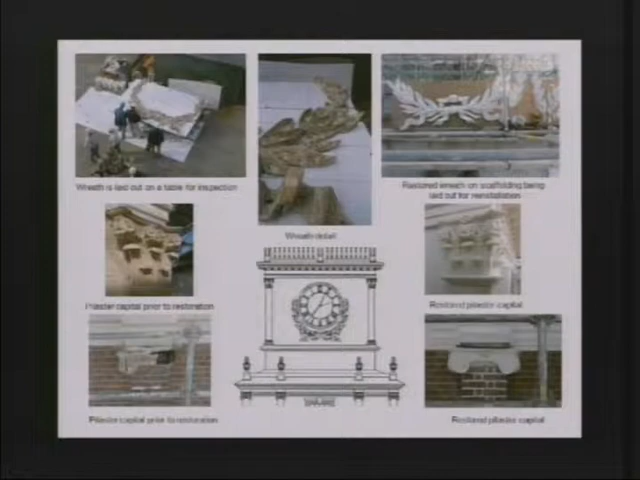 Wreath is laid out on a table for inspection
Wreath detail
Restored wreath on scaffolding being
laid out for reinstallation
Pilaster capital prior to restoration
Restored pilaster capital
Pilaster capital prior to restoration
Restored pilaster capital